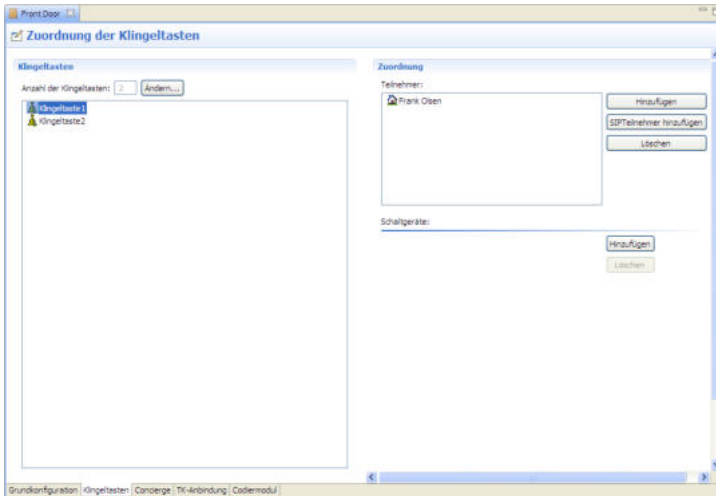 Front Door
Zuordnung der Klingeltasten
Klingeltasten
Anzahl der Klingeltasten: 2 Ändern...
Klingeltaste1
Klingeltaste2
Zuordnung
Teilnehmer:
Frank Olsen
Hinzufügen
SIPTeilnehmer hinzufügen
Löschen
Schaltgeräte:
Hinzufügen
Löschen
Grundkonfiguration Klingeltasten Concierge TK-Anbindung Codiermodul